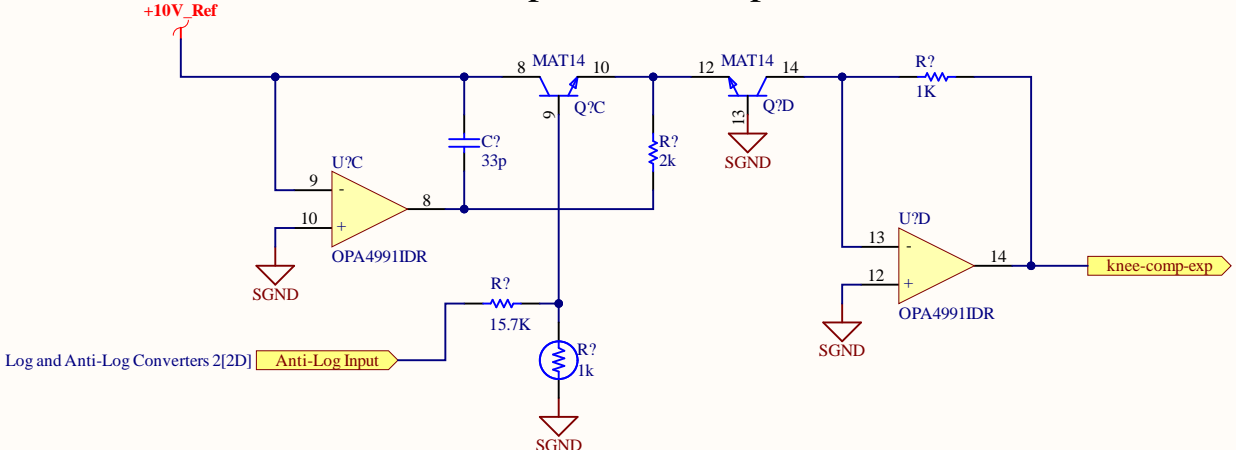 +10V_Ref
MAT14
MAT14
8
10
12
14
R?
1K
Q?C
Q?D
9
13
C?
33p
R?
2k
SGND
U?C
9
-
8
10
+
OPA4991IDR
SGND
U?D
13
-
14
12
+
OPA4991IDR
knee-comp-exp
SGND
R?
15.7K
Log and Anti-Log Converters 2[2D]
Anti-Log Input
R?
1k
SGND